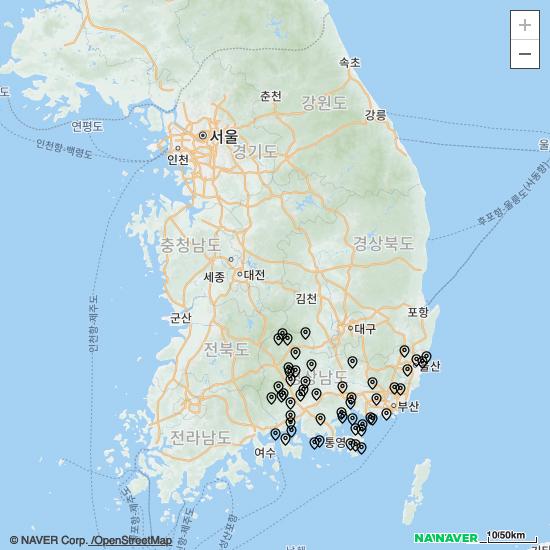 속초
춘천
강원도
강릉
도
연평도
서울
울
인천항-백령도
인천
경기도
후포항-울릉도(사동항)
충청남도
경상북도
세종
대전
김천
인천항-제주도
군산
포항
대구
전북도
상남도
울산
부산
전라남도
여수
통영
© NAVER Corp. /OpenStreetMap
NAVER
10/50km